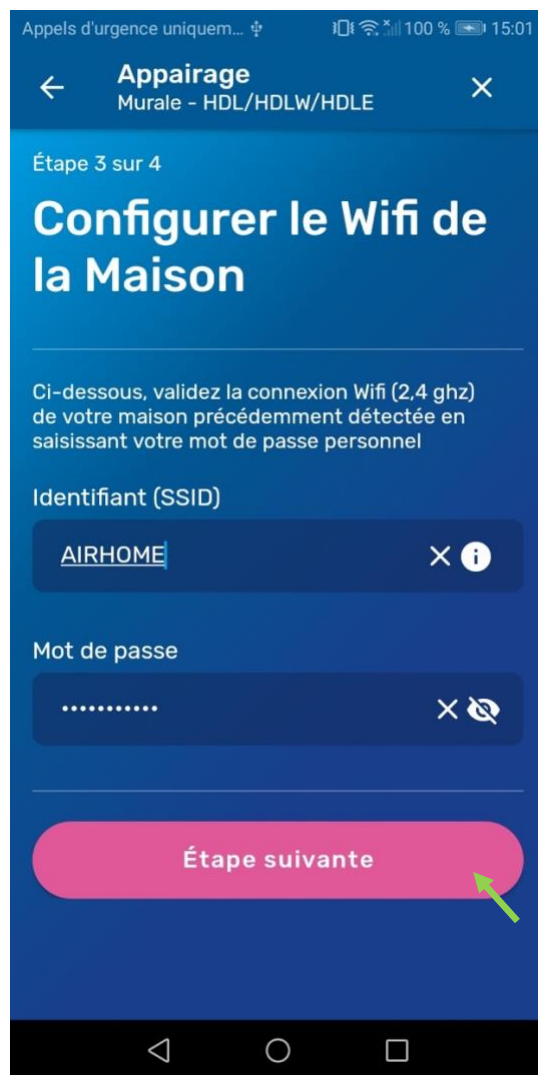 Appels d'urgence uniquem... 100 % 15:01
Appairage
Murale - HDL/HDLW/HDLE
Étape 3 sur 4
Configurer le Wifi de
la Maison
Ci-dessous, validez la connexion Wifi (2,4 ghz)
de votre maison précédemment détectée en
saisissant votre mot de passe personnel
Identifiant (SSID)
AIRHOME
Mot de passe
•••••••••••
Étape suivante